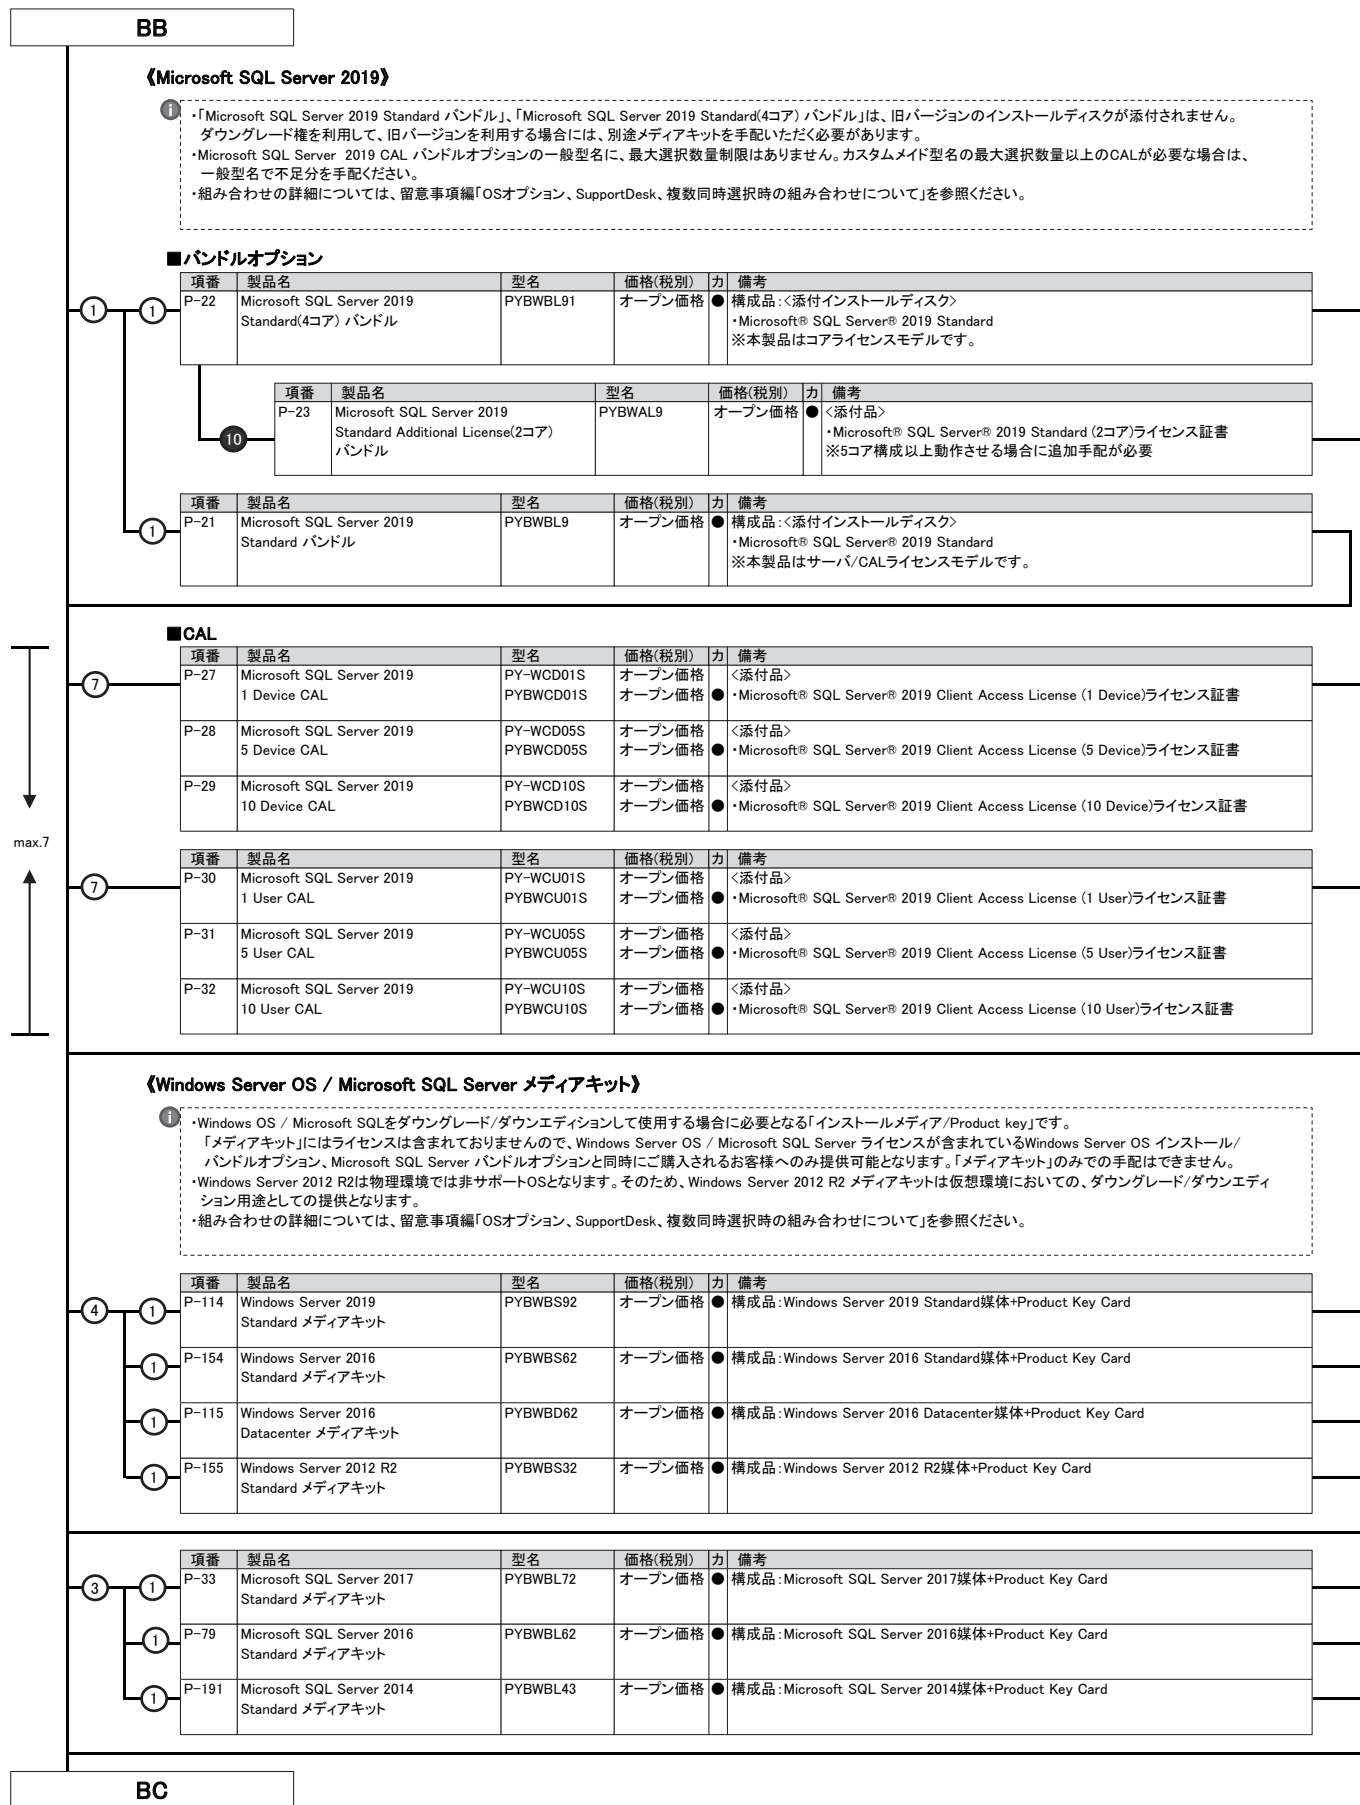 BB
《Microsoft SQL Server 2019》
i
・「Microsoft SQL Server 2019 Standard バンドル」、「Microsoft SQL Server 2019 Standard(4コア) バンドル」は、旧バージョンのインストールディスクが添付されません。
ダウングレード権を利用して、旧バージョンを利用する場合には、別途メディアキットを手配いただく必要があります。
・Microsoft SQL Server 2019 CAL バンドルオプションの一般型名に、最大選択数量制限はありません。カスタムメイド型名の最大選択数量以上のCALが必要な場合は、
一般型名で不足分を手配ください。
・組み合わせの詳細については、留意事項編「OSオプション、SupportDesk、複数同時選択時の組み合わせについて」を参照ください。
■バンドルオプション
項番 製品名 型名 価格(税別) カ 備考
1 1 P-22 Microsoft SQL Server 2019 PYBWBL91 オープン価格 ● 構成品:<添付インストールディスク>
Standard(4コア) バンドル ・Microsoft® SQL Server® 2019 Standard
※本製品はコアライセンスモデルです。
項番 製品名 型名 価格(税別) カ 備考
P-23 Microsoft SQL Server 2019 PYBWAL9 オープン価格 ● <添付品>
10 Standard Additional License(2コア) ・Microsoft® SQL Server® 2019 Standard (2コア)ライセンス証書
バンドル ※5コア構成以上動作させる場合に追加手配が必要
項番 製品名 型名 価格(税別) カ 備考
1 P-21 Microsoft SQL Server 2019 PYBWBL9 オープン価格 ● 構成品:<添付インストールディスク>
Standard バンドル ・Microsoft® SQL Server® 2019 Standard
※本製品はサーバ/CALライセンスモデルです。
■CAL
項番 製品名 型名 価格(税別) カ 備考
7 P-27 Microsoft SQL Server 2019 PY-WCD01S オープン価格 <添付品>
1 Device CAL PYBWCD01S オープン価格 ● ・Microsoft® SQL Server® 2019 Client Access License (1 Device)ライセンス証書
P-28 Microsoft SQL Server 2019 PY-WCD05S オープン価格 <添付品>
5 Device CAL PYBWCD05S オープン価格 ● ・Microsoft® SQL Server® 2019 Client Access License (5 Device)ライセンス証書
P-29 Microsoft SQL Server 2019 PY-WCD10S オープン価格 <添付品>
10 Device CAL PYBWCD10S オープン価格 ● ・Microsoft® SQL Server® 2019 Client Access License (10 Device)ライセンス証書
max.7
項番 製品名 型名 価格(税別) カ 備考
7 P-30 Microsoft SQL Server 2019 PY-WCU01S オープン価格 <添付品>
1 User CAL PYBWCU01S オープン価格 ● ・Microsoft® SQL Server® 2019 Client Access License (1 User)ライセンス証書
P-31 Microsoft SQL Server 2019 PY-WCU05S オープン価格 <添付品>
5 User CAL PYBWCU05S オープン価格 ● ・Microsoft® SQL Server® 2019 Client Access License (5 User)ライセンス証書
P-32 Microsoft SQL Server 2019 PY-WCU10S オープン価格 <添付品>
10 User CAL PYBWCU10S オープン価格 ● ・Microsoft® SQL Server® 2019 Client Access License (10 User)ライセンス証書
《Windows Server OS / Microsoft SQL Server メディアキット》
i
・Windows OS / Microsoft SQLをダウングレード/ダウンエディションして使用する場合に必要となる「インストールメディア/Product key」です。
「メディアキット」にはライセンスは含まれておりませんので、Windows Server OS / Microsoft SQL Server ライセンスが含まれているWindows Server OS インストール/
バンドルオプション、Microsoft SQL Server バンドルオプションと同時にご購入されるお客様へのみ提供可能となります。「メディアキット」のみでの手配はできません。
・Windows Server 2012 R2は物理環境では非サポートOSとなります。そのため、Windows Server 2012 R2 メディアキットは仮想環境においての、ダウングレード/ダウンエディ
ション用途としての提供となります。
・組み合わせの詳細については、留意事項編「OSオプション、SupportDesk、複数同時選択時の組み合わせについて」を参照ください。
項番 製品名 型名 価格(税別) カ 備考
4 1 P-114 Windows Server 2019 PYBWBS92 オープン価格 ● 構成品:Windows Server 2019 Standard媒体+Product Key Card
Standard メディアキット
1 P-154 Windows Server 2016 PYBWBS62 オープン価格 ● 構成品:Windows Server 2016 Standard媒体+Product Key Card
Standard メディアキット
1 P-115 Windows Server 2016 PYBWBD62 オープン価格 ● 構成品:Windows Server 2016 Datacenter媒体+Product Key Card
Datacenter メディアキット
1 P-155 Windows Server 2012 R2 PYBWBS32 オープン価格 ● 構成品:Windows Server 2012 R2媒体+Product Key Card
Standard メディアキット
項番 製品名 型名 価格(税別) カ 備考
3 1 P-33 Microsoft SQL Server 2017 PYBWBL72 オープン価格 ● 構成品:Microsoft SQL Server 2017媒体+Product Key Card
Standard メディアキット
1 P-79 Microsoft SQL Server 2016 PYBWBL62 オープン価格 ● 構成品:Microsoft SQL Server 2016媒体+Product Key Card
Standard メディアキット
1 P-191 Microsoft SQL Server 2014 PYBWBL43 オープン価格 ● 構成品:Microsoft SQL Server 2014媒体+Product Key Card
Standard メディアキット
BC